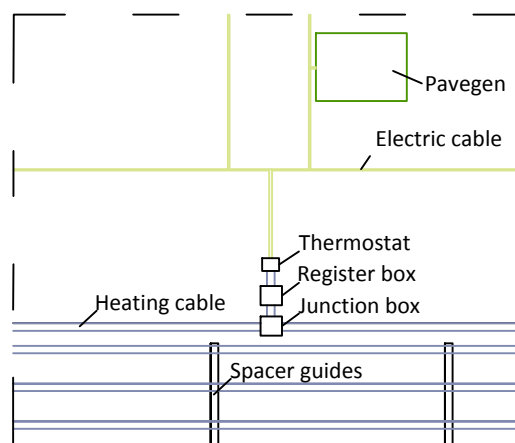 Pavegen
Electric cable
Thermostat
Register box
Heating cable
Junction box
Spacer guides